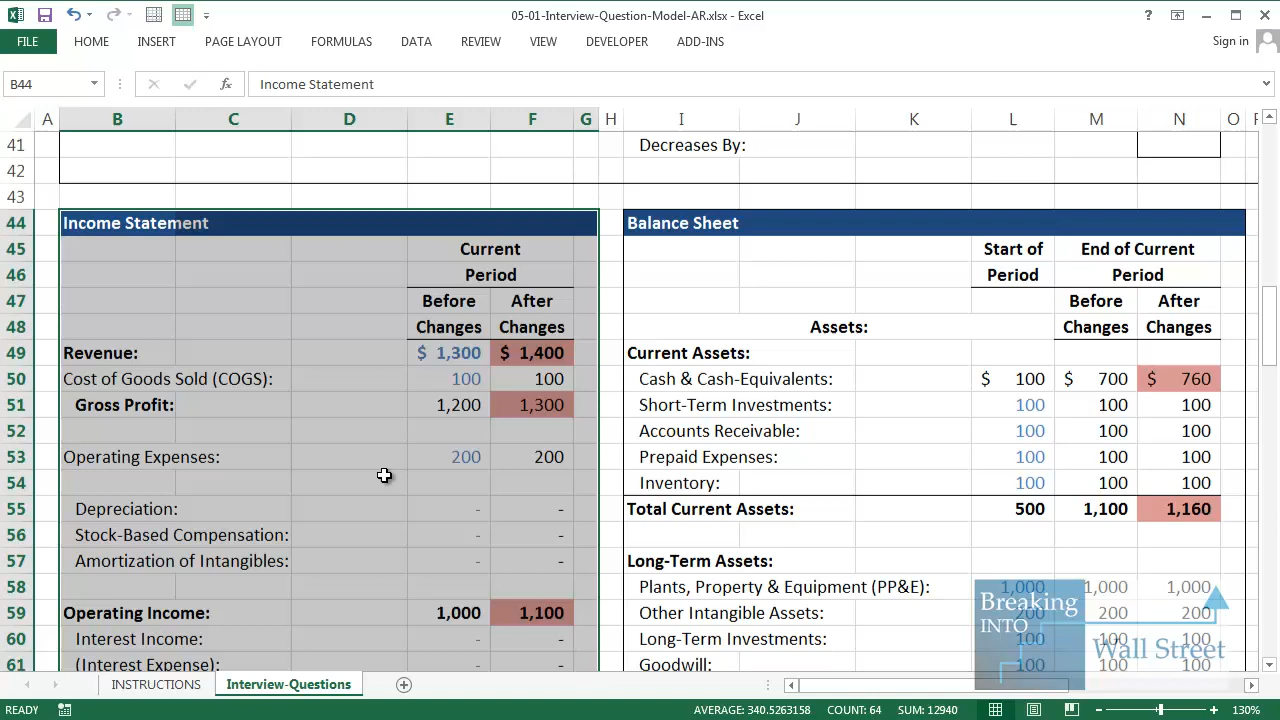 05-01-Interview-Question-Model-AR.xlsx - Excel
FILE HOME INSERT PAGE LAYOUT FORMULAS DATA REVIEW VIEW DEVELOPER ADD-INS Sign in
B44 fx Income Statement
A B C D E F G H I J K L M N O
41 Decreases By:
42
43
44 Income Statement Balance Sheet
45 Current Start of End of Current
46 Period Period Period
47 Before After Before After
48 Changes Changes Assets: Changes Changes
49 Revenue: $ 1,300 $ 1,400 Current Assets:
50 Cost of Goods Sold (COGS): 100 100 Cash & Cash-Equivalents: $ 100 $ 700 $ 760
51 Gross Profit: 1,200 1,300 Short-Term Investments: 100 100 100
52 Accounts Receivable: 100 100 100
53 Operating Expenses: 200 200 Prepaid Expenses: 100 100 100
54 Inventory: 100 100 100
55 Depreciation: - - Total Current Assets: 500 1,100 1,160
56 Stock-Based Compensation: - -
57 Amortization of Intangibles: - - Long-Term Assets:
58 Plants, Property & Equipment (PP&E): 1,000 1,000 1,000
59 Operating Income: 1,000 1,100 Other Intangible Assets: 200 200 200
60 Interest Income: - - Long-Term Investments: 100 100 100
61 (Interest Expense): - - Goodwill: 100 100 100
Breaking
INTO
Wall Street
INSTRUCTIONS Interview-Questions
READY AVERAGE: 340.5263158 COUNT: 64 SUM: 12940 130%